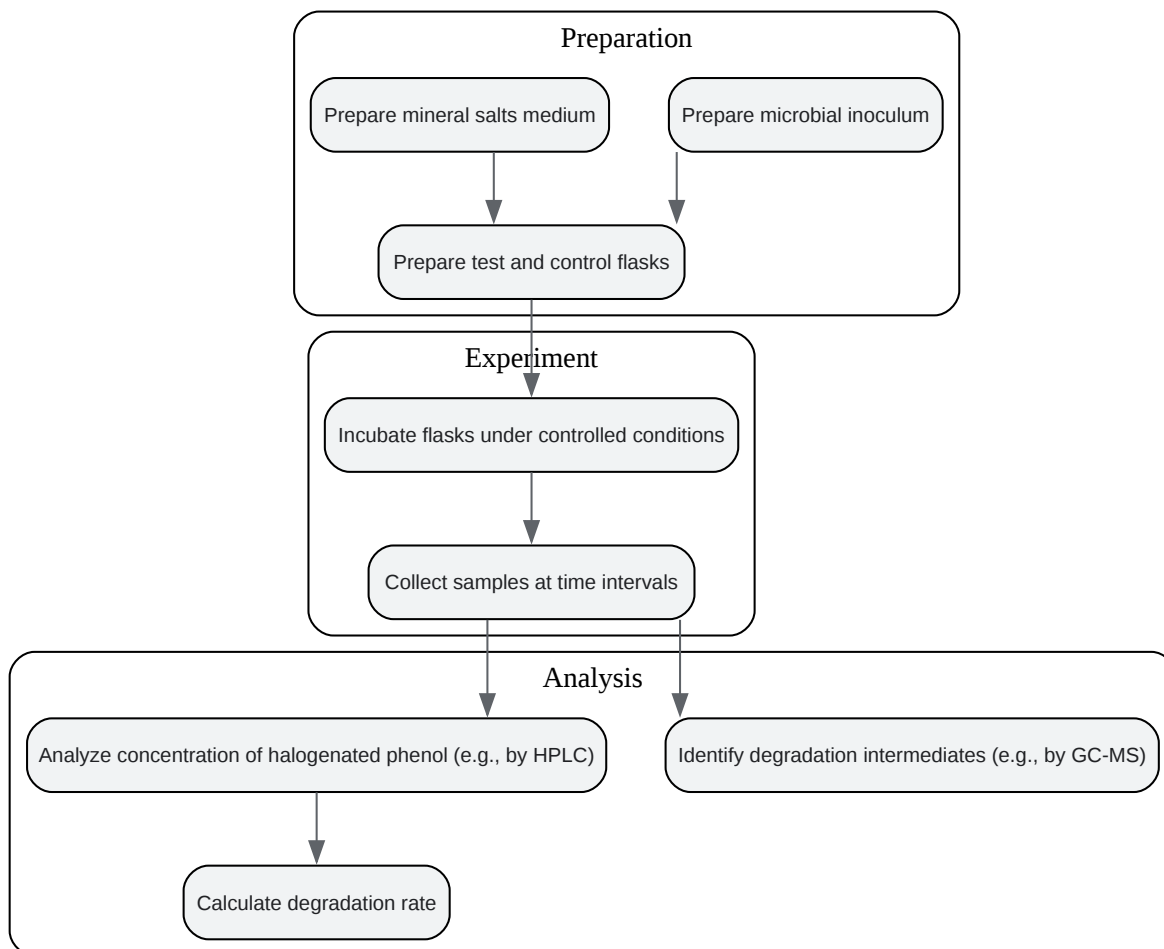 Preparation
Prepare mineral salts medium
Prepare microbial inoculum
Prepare test and control flasks
Experiment
Incubate flasks under controlled conditions
Collect samples at time intervals
Analysis
Analyze concentration of halogenated phenol (e.g., by HPLC)
Identify degradation intermediates (e.g., by GC-MS)
Calculate degradation rate